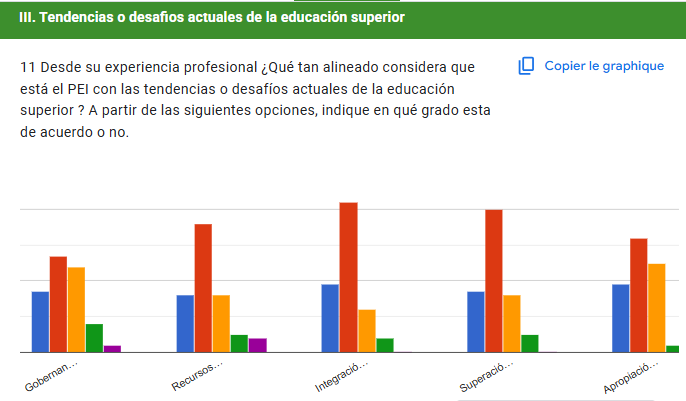 III. Tendencias o desafios actuales de la educación superior
11 Desde su experiencia profesional ¿Qué tan alineado considera que
está el PEI con las tendencias o desafíos actuales de la educación
superior ? A partir de las siguientes opciones, indique en qué grado esta
de acuerdo o no.
Copier le graphique
Gobernan…
Recursos…
Integració…
Superació…
Apropiació…